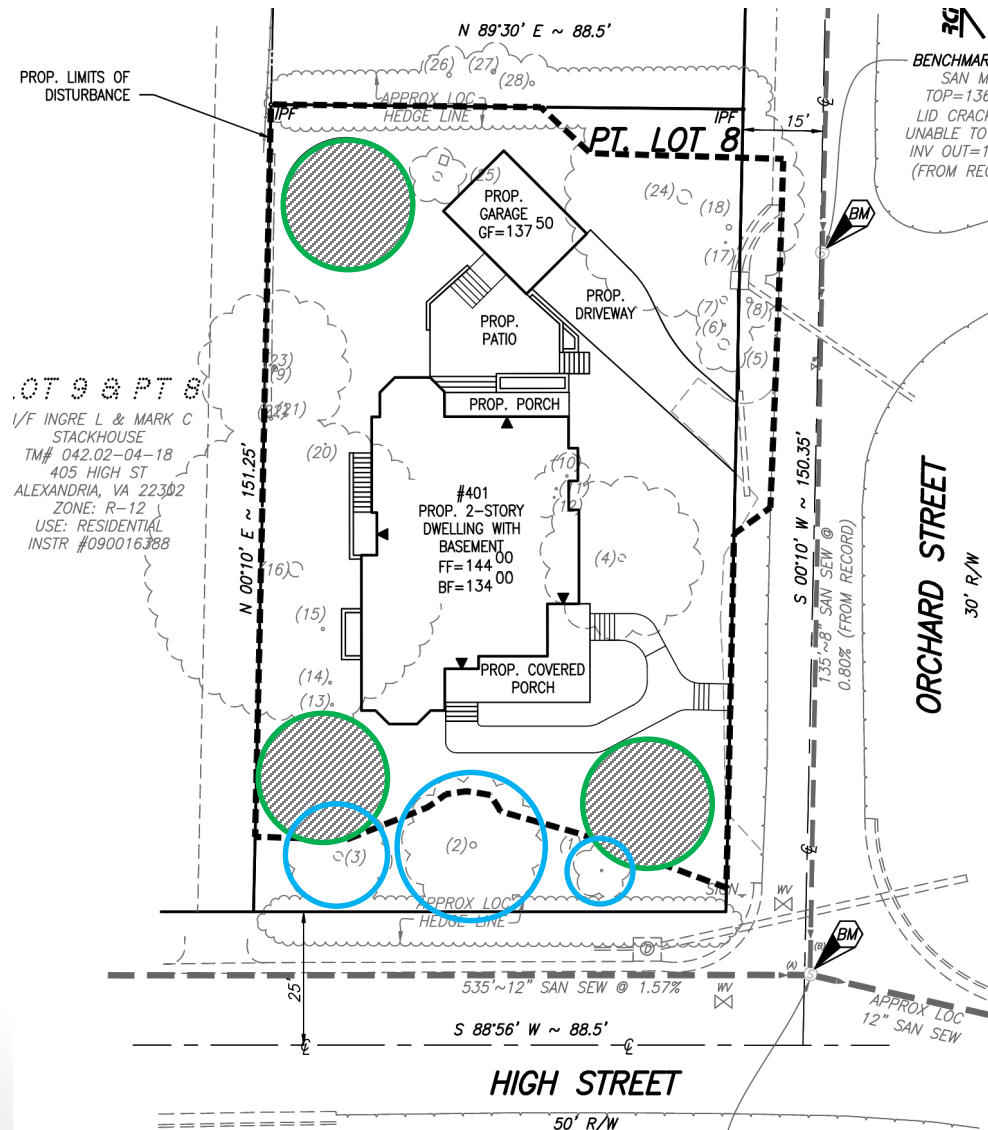 N 89°30' E ~ 88.5'
PROP. LIMITS OF
DISTURBANCE
(26)
(27)
(28)
APPROX LOC
HEDGE LINE
IPF
IPF
PT. LOT 8
15'
BENCHMAR
SAN M
TOP=136
LID CRACK
UNABLE TO
INV OUT=1
(FROM REC
BM
(25)
(24)
(18)
(17)
PROP.
GARAGE
GF=137 50
PROP.
DRIVEWAY
PROP.
PATIO
(7)
(8)
(6)
(5)
(23)
(9)
(21)
(20)
PROP. PORCH
OT 9 & PT 8
/F INGRE L & MARK C
STACKHOUSE
TM# 042.02-04-18
405 HIGH ST
ALEXANDRIA, VA 22302
ZONE: R-12
USE: RESIDENTIAL
INSTR #090016388
N 00°10' E ~ 151.25'
(10)
(12)
#401
PROP. 2-STORY
DWELLING WITH
BASEMENT
FF=144 00
BF=134 00
(4)
(16)
(15)
(14)
(13)
PROP. COVERED
PORCH
S 00°10' W ~ 150.35'
135'~8" SAN SEW @
0.80% (FROM RECORD)
ORCHARD STREET
30' R/W
(3)
(2)
(1
SIGN
APPROX LOC
HEDGE LINE
WV
BM
D
(A)
(B)
S
25'
535'~12" SAN SEW @ 1.57%
WV
APPROX LOC
12" SAN SEW
S 88°56' W ~ 88.5'
HIGH STREET
50' R/W